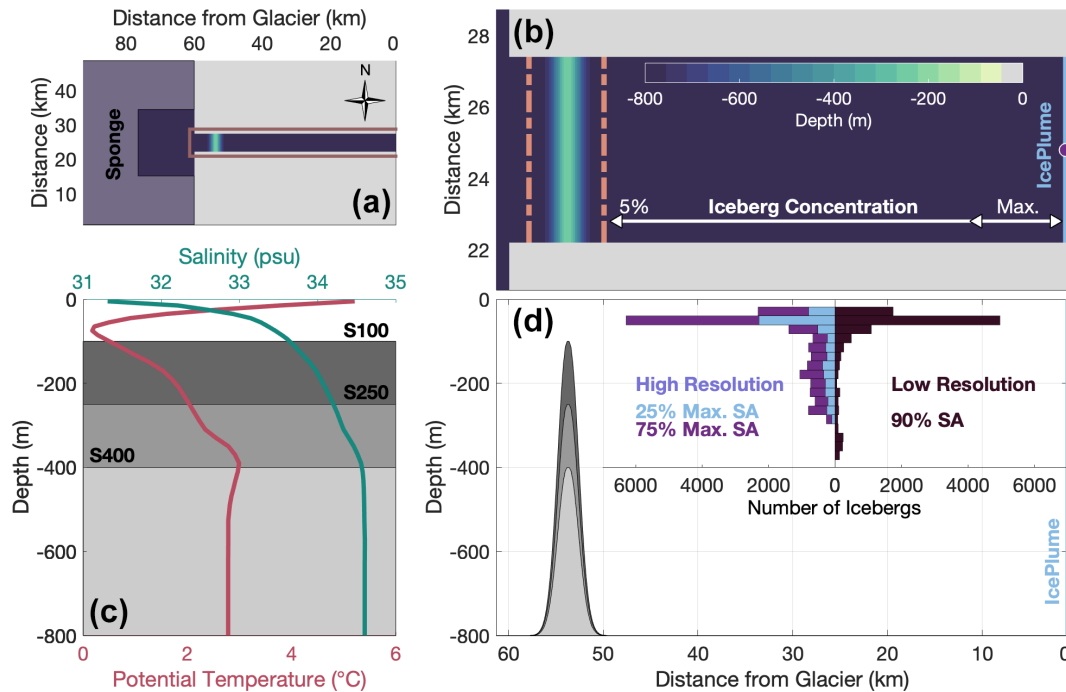 Distance from Glacier (km)
80 60 40 20 0
Distance (km)
50
40
30
20
10
Sponge
N
(a)
(b)
Distance (km)
28
26
24
22
-800 -600 -400 -200 0
Depth (m)
IcePlume
5% Iceberg Concentration Max.
Salinity (psu)
31 32 33 34 35
Depth (m)
0
-200
-400
-600
-800
S100
S250
S400
(c)
0 2 4 6
Potential Temperature (°C)
(d)
Depth (m)
0
-200
-400
-600
-800
High Resolution
25% Max. SA
75% Max. SA
Low Resolution
90% SA
6000 4000 2000 0 2000 4000 6000
Number of Icebergs
IcePlume
60 50 40 30 20 10 0
Distance from Glacier (km)